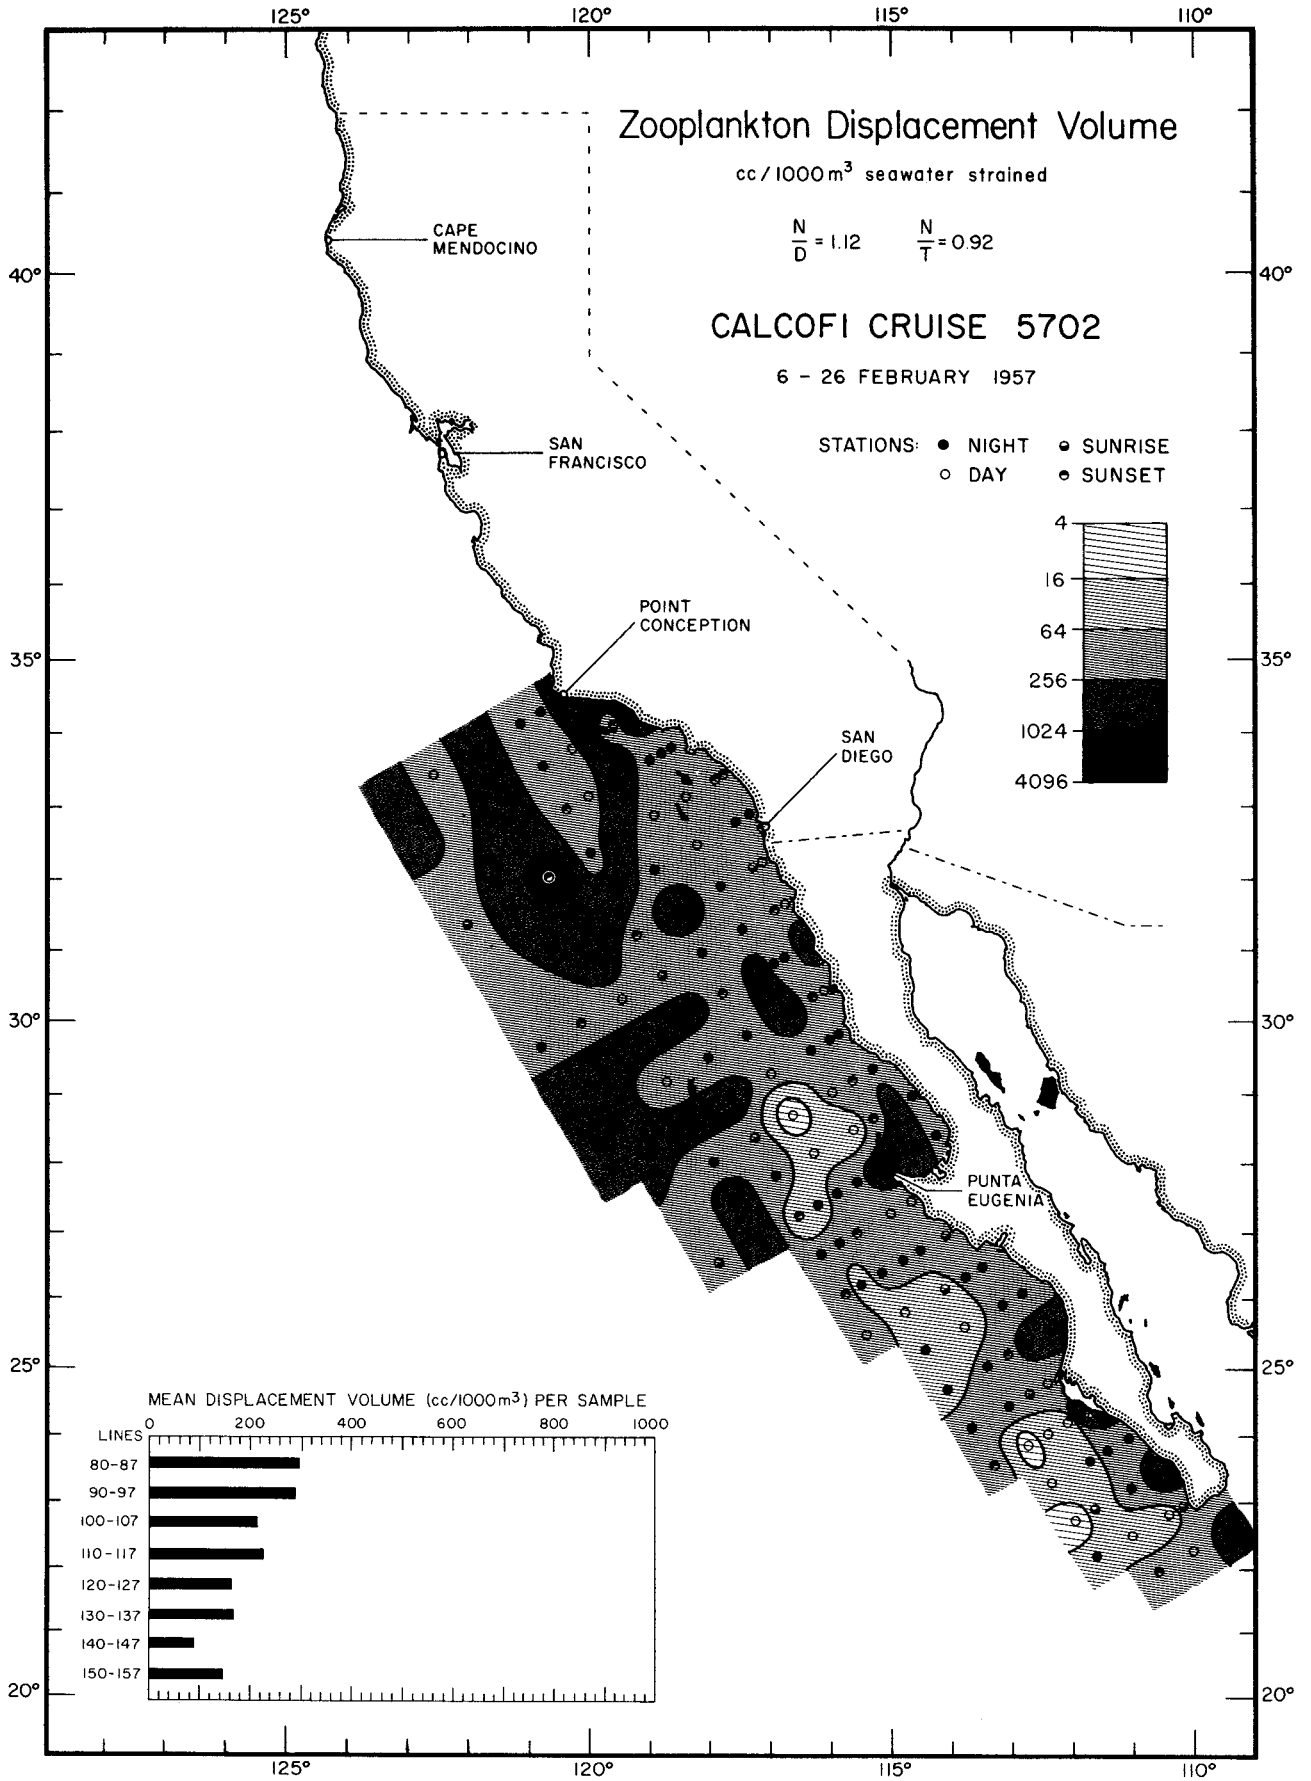 125° 120° 115° 110°
Zooplankton Displacement Volume
cc/1000m³ seawater strained
N/D = 1.12 N/T = 0.92
CALCOFI CRUISE 5702
6 – 26 FEBRUARY 1957
STATIONS: ● NIGHT SUNRISE
○ DAY SUNSET
CAPE
MENDOCINO
40° 40°
SAN
FRANCISCO
4
16
64
256
1024
4096
POINT
CONCEPTION
35° 35°
SAN
DIEGO
30° 30°
PUNTA
EUGENIA
25° 25°
MEAN DISPLACEMENT VOLUME (cc/1000m³) PER SAMPLE
0 200 400 600 800 1000
LINES
80–87
90–97
100–107
110–117
120–127
130–137
140–147
150–157
20° 20°
125° 120° 115° 110°